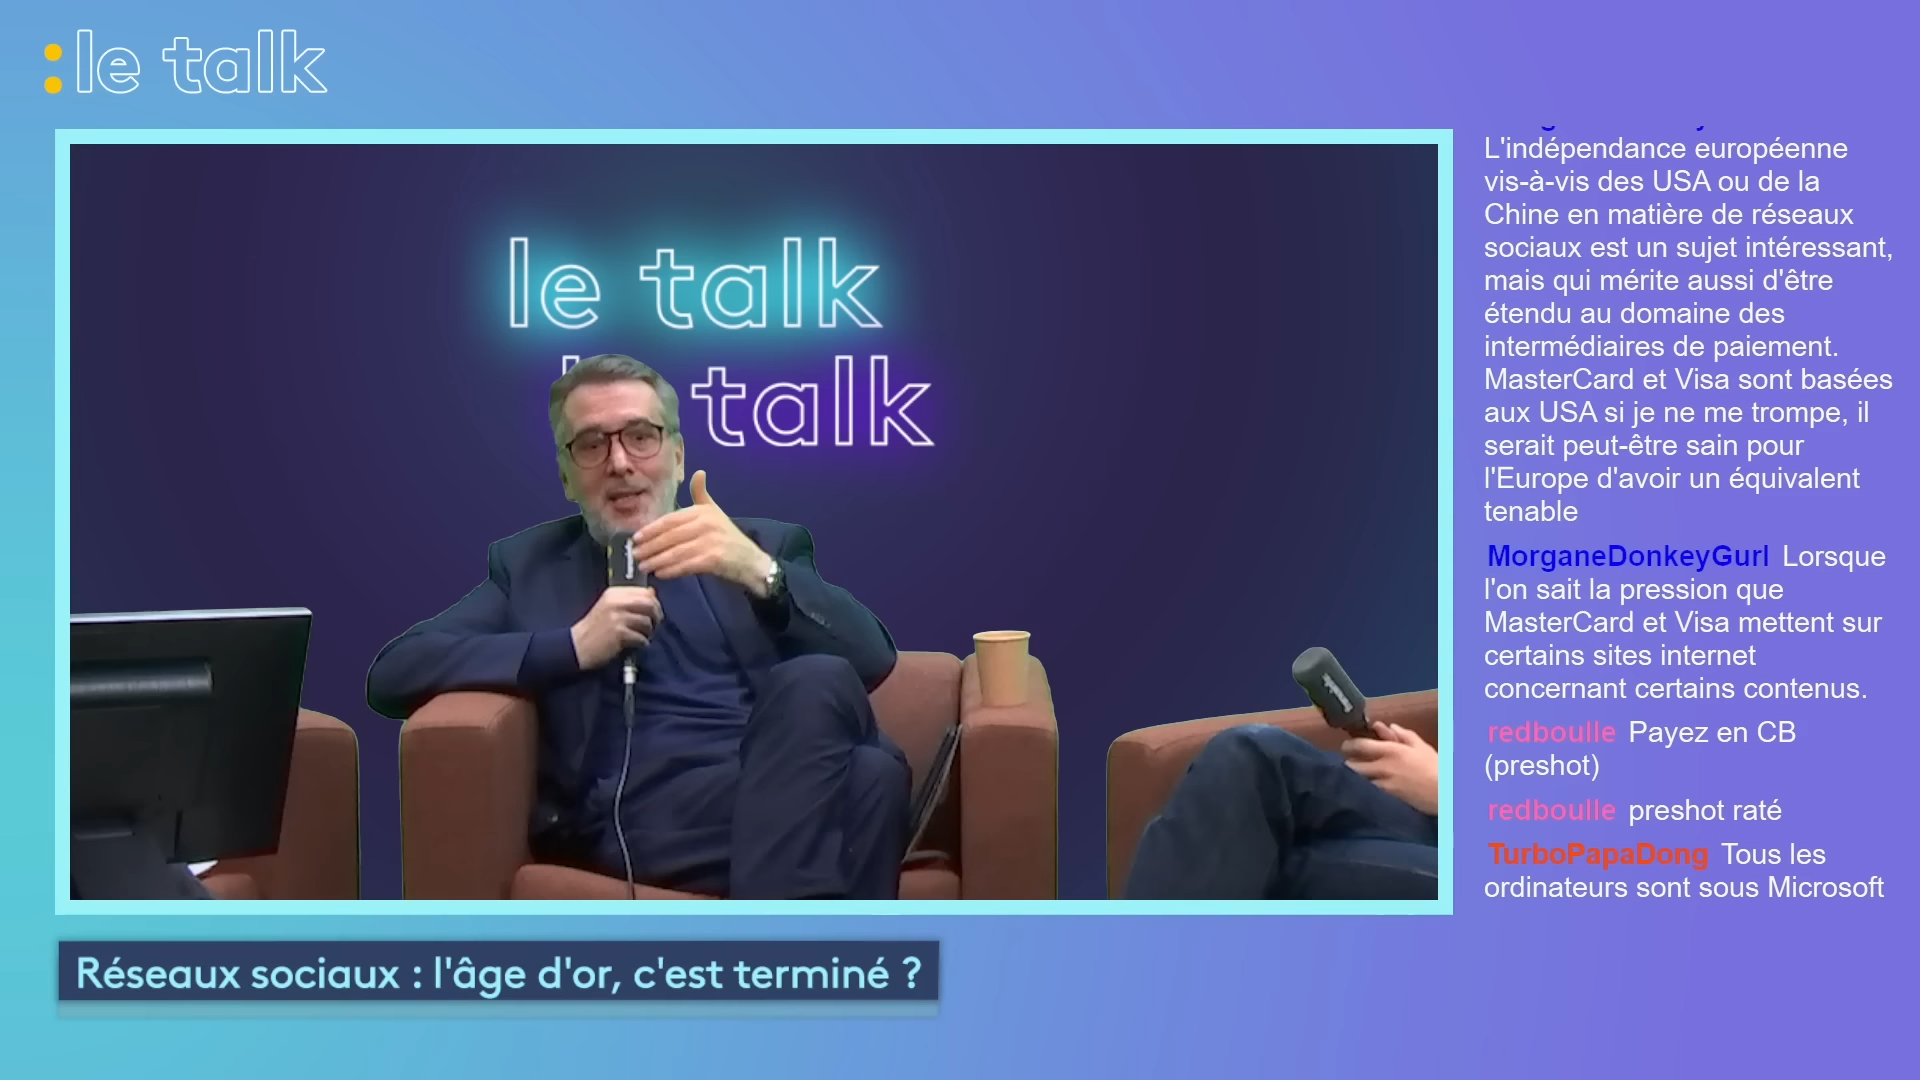 :le talk
le talk
talk
L'indépendance européenne
vis-à-vis des USA ou de la
Chine en matière de réseaux
sociaux est un sujet intéressant,
mais qui mérite aussi d'être
étendu au domaine des
intermédiaires de paiement.
MasterCard et Visa sont basées
aux USA si je ne me trompe, il
serait peut-être sain pour
l'Europe d'avoir un équivalent
tenable
MorganeDonkeyGurl Lorsque
l'on sait la pression que
MasterCard et Visa mettent sur
certains sites internet
concernant certains contenus.
redboulle Payez en CB
(preshot)
redboulle preshot raté
TurboPapaDong Tous les
ordinateurs sont sous Microsoft
Réseaux sociaux : l'âge d'or, c'est terminé ?